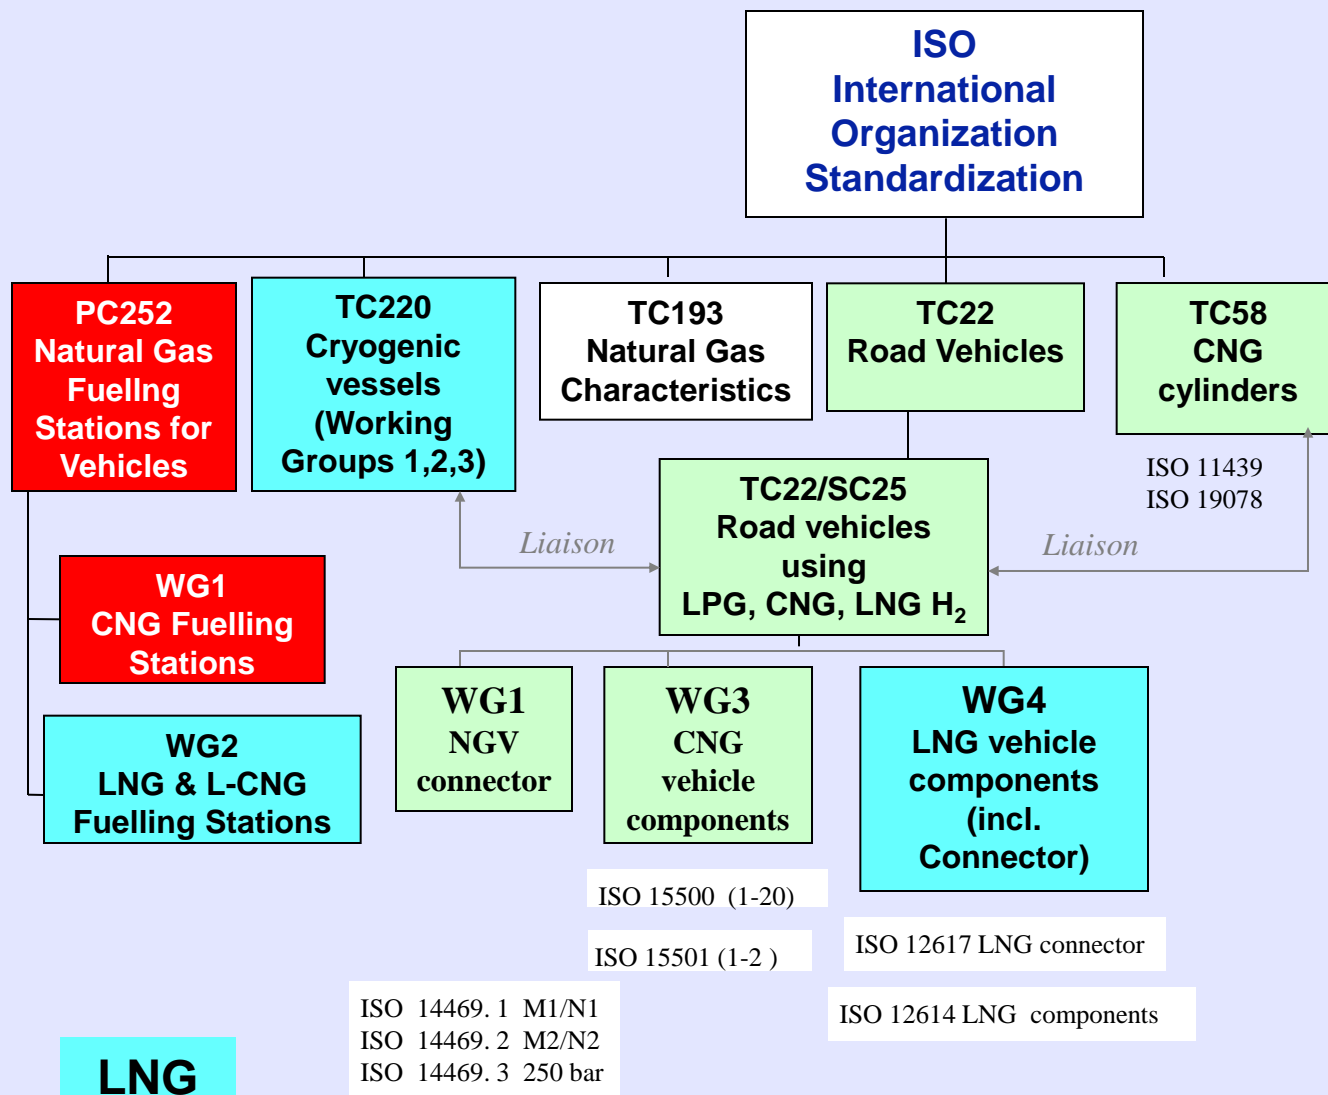 ISO
International
Organization
Standardization
PC252
Natural Gas
Fuellng
Stations for
Vehicles
TC220
Cryogenic
vessels
(Working
Groups 1,2,3)
TC193
Natural Gas
Characteristics
TC22
Road Vehicles
TC58
CNG
cylinders
ISO 11439
ISO 19078
Liaison
TC22/SC25
Road vehicles
using
LPG, CNG, LNG H₂
Liaison
WG1
CNG Fuelling
Stations
WG2
LNG & L-CNG
Fuelling Stations
WG1
NGV
connector
WG3
CNG
vehicle
components
WG4
LNG vehicle
components
(incl.
Connector)
ISO 15500 (1-20)
ISO 15501 (1-2 )
ISO 12617 LNG connector
ISO 12614 LNG components
ISO 14469. 1 M1/N1
ISO 14469. 2 M2/N2
ISO 14469. 3 250 bar
LNG